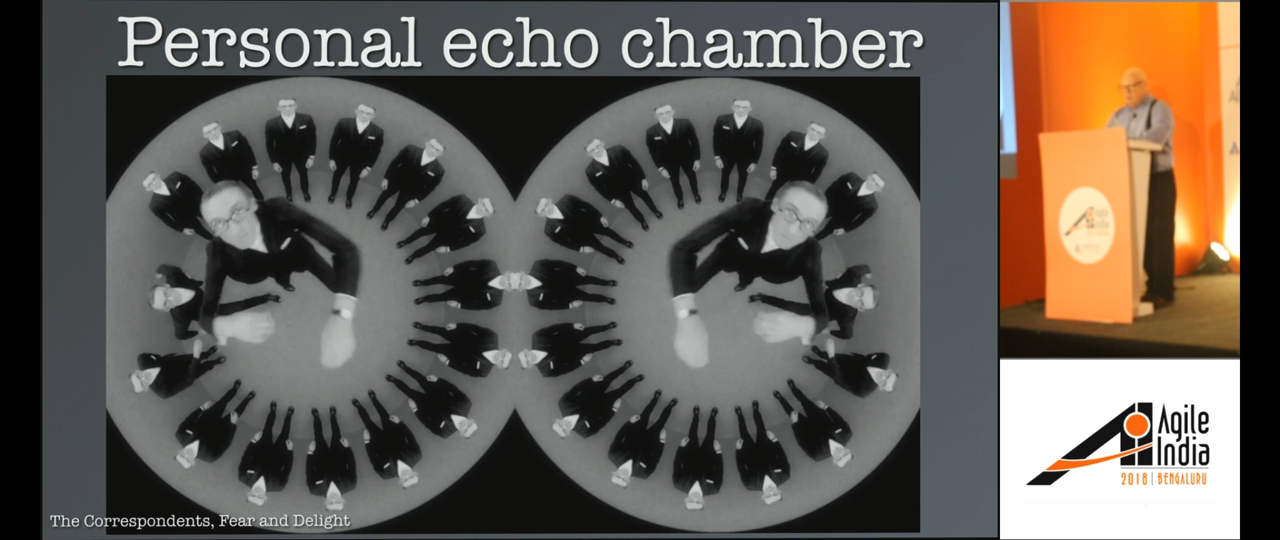 Personal echo chamber
The Correspondents, Fear and Delight
Agile
India
2018 | BENGALURU